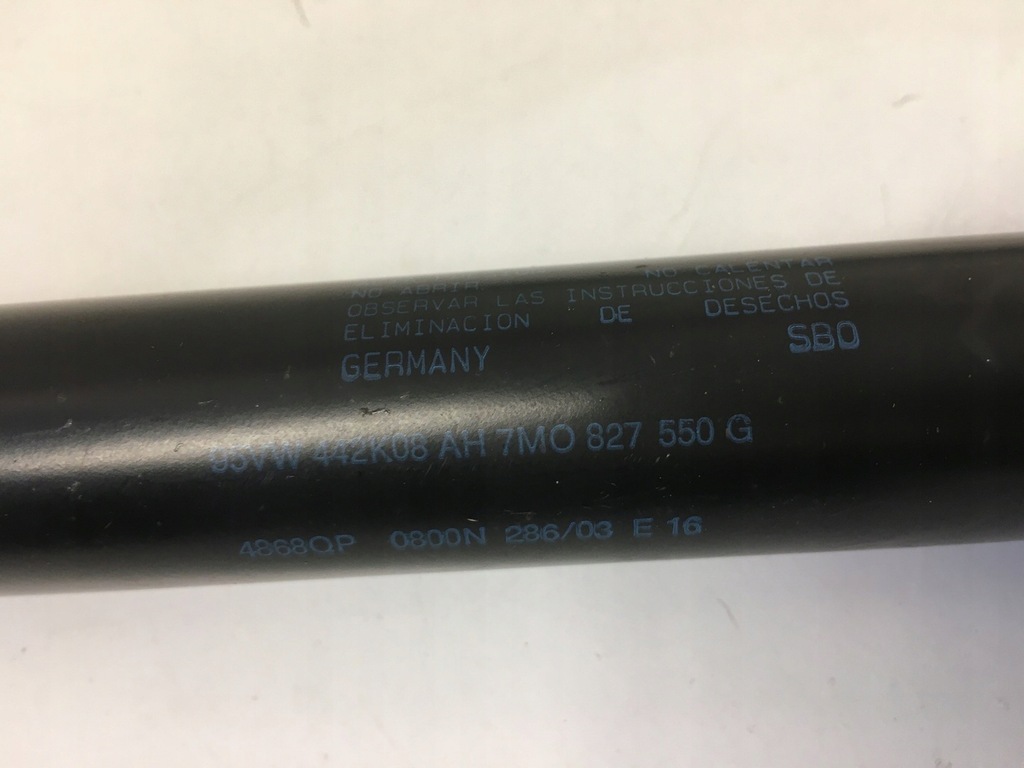 NO ABRIR NO CALENTAR
OBSERVAR LAS INSTRUCCIONES DE
ELIMINACION DE DESECHOS
GERMANY SBO
95VW 442K08 AH 7MO 827 550 G
4868QP 0800N 286/03 E 16